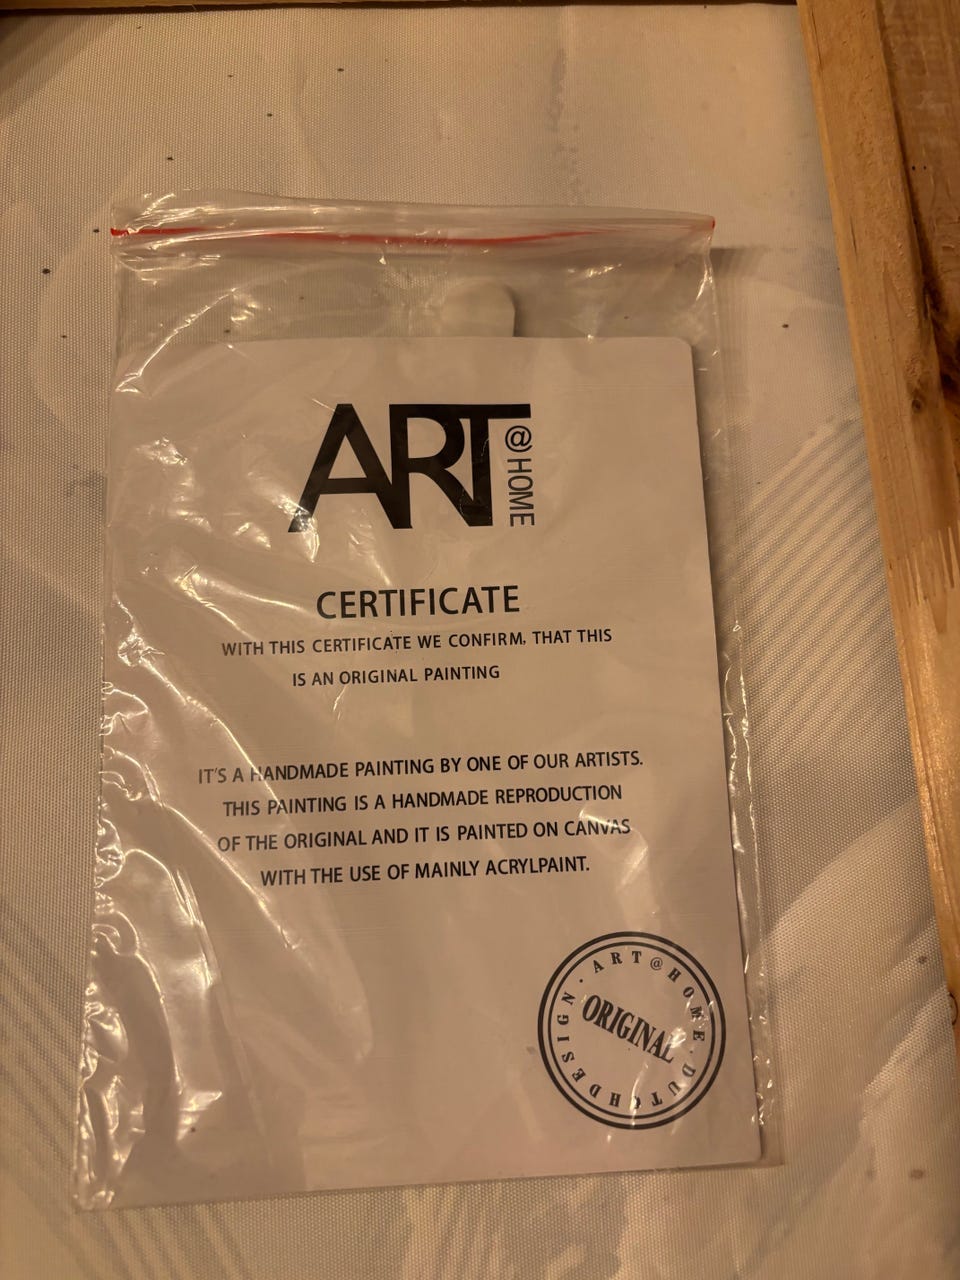 ART @HOME
CERTIFICATE
WITH THIS CERTIFICATE WE CONFIRM, THAT THIS
IS AN ORIGINAL PAINTING
IT'S A HANDMADE PAINTING BY ONE OF OUR ARTISTS.
THIS PAINTING IS A HANDMADE REPRODUCTION
OF THE ORIGINAL AND IT IS PAINTED ON CANVAS
WITH THE USE OF MAINLY ACRYLPAINT.
· ART@HOME · DUTCHDESIGN
ORIGINAL